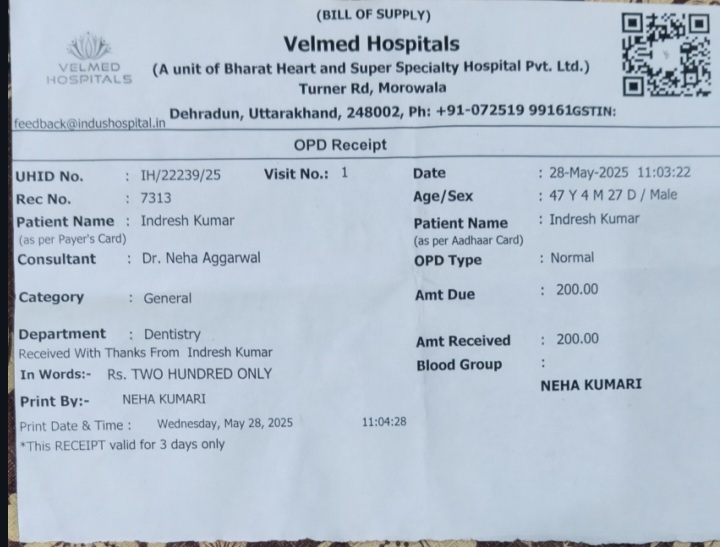 (BILL OF SUPPLY)
VELMED
HOSPITALS
Velmed Hospitals
(A unit of Bharat Heart and Super Specialty Hospital Pvt. Ltd.)
Turner Rd, Morowala
Dehradun, Uttarakhand, 248002, Ph: +91-072519 99161GSTIN:
feedback@indushospital.in
OPD Receipt
UHID No. : IH/22239/25 Visit No.: 1 Date : 28-May-2025 11:03:22
Rec No. : 7313 Age/Sex : 47 Y 4 M 27 D / Male
Patient Name : Indresh Kumar Patient Name : Indresh Kumar
(as per Payer's Card) (as per Aadhaar Card)
Consultant : Dr. Neha Aggarwal OPD Type : Normal
Category : General Amt Due : 200.00
Department : Dentistry Amt Received : 200.00
Received With Thanks From Indresh Kumar
Blood Group :
In Words:- Rs. TWO HUNDRED ONLY
NEHA KUMARI
Print By:- NEHA KUMARI
Print Date & Time : Wednesday, May 28, 2025 11:04:28
*This RECEIPT valid for 3 days only